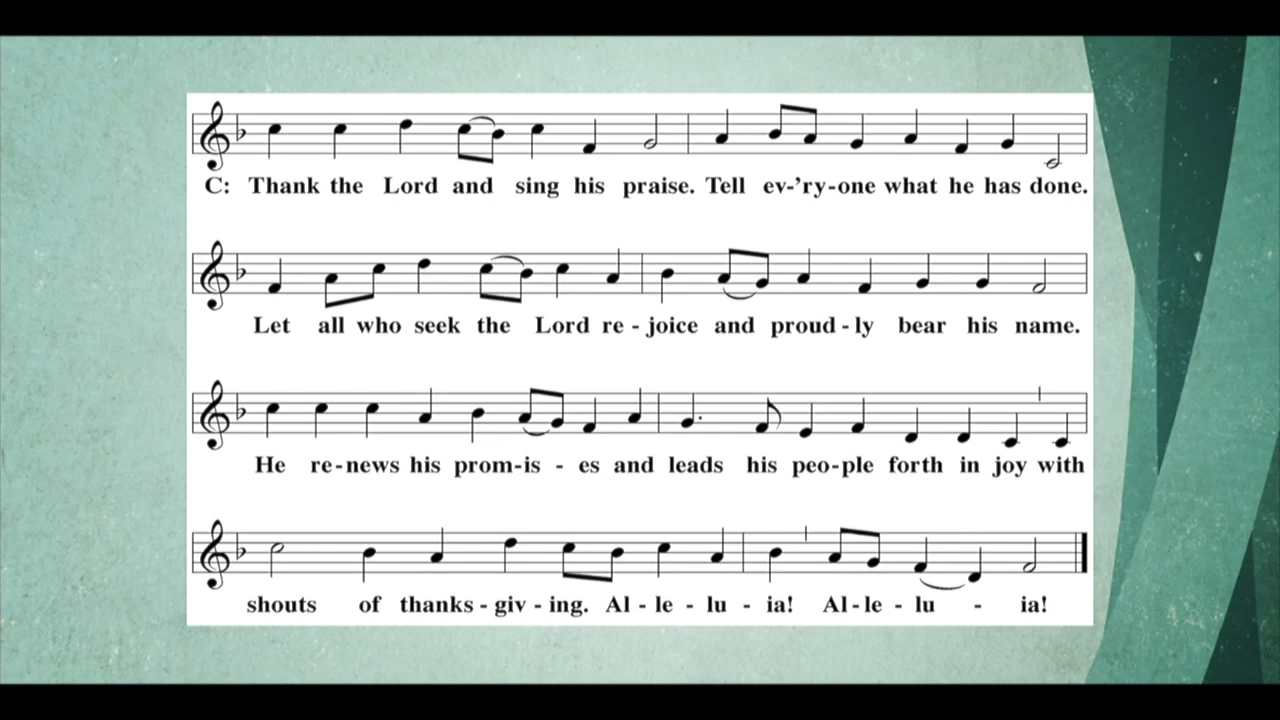 C: Thank the Lord and sing his praise. Tell ev-’ry-one what he has done.
Let all who seek the Lord re - joice and proud - ly bear his name.
He re - news his prom - is - es and leads his peo - ple forth in joy with
shouts of thanks - giv - ing. Al - le - lu - ia! Al - le - lu - ia!